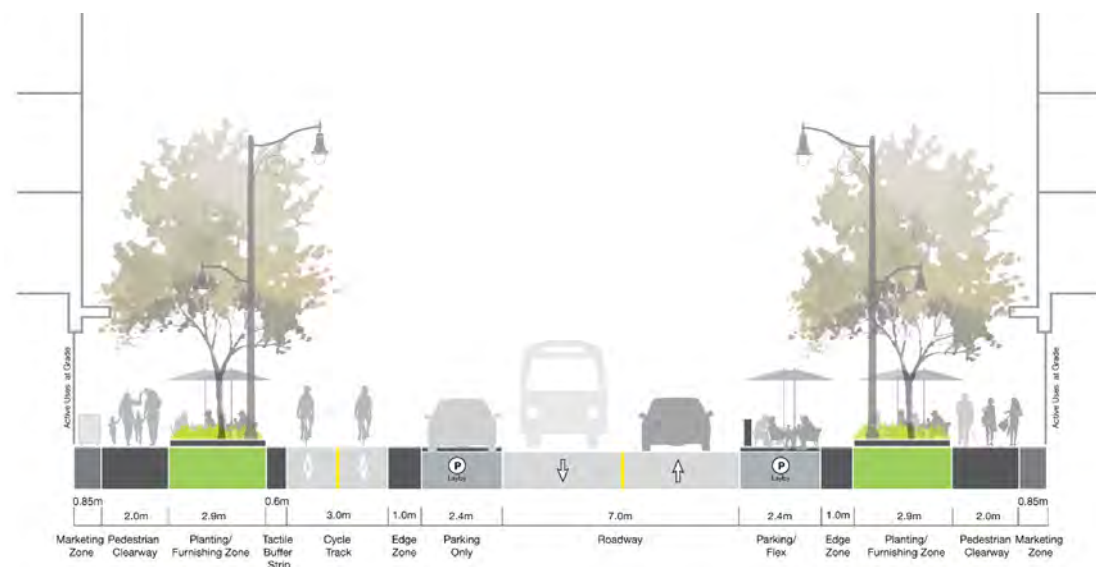 Active Uses at Grade
Active Uses at Grade
P
Layby
P
Layby
0.85m
2.0m
2.9m
0.6m
3.0m
1.0m
2.4m
7.0m
2.4m
1.0m
2.9m
2.0m
0.85m
Marketing
Zone
Pedestrian
Clearway
Planting/
Furnishing Zone
Tactile
Buffer
Strip
Cycle
Track
Edge
Zone
Parking
Only
Roadway
Parking/
Flex
Edge
Zone
Planting/
Furnishing Zone
Pedestrian
Clearway
Marketing
Zone